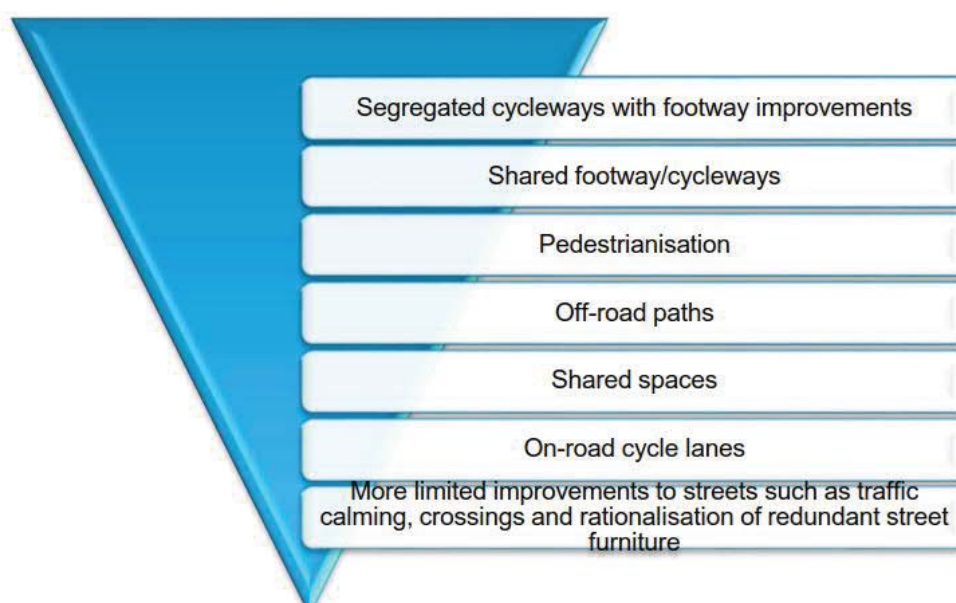 Segregated cycleways with footway improvements
Shared footway/cycleways
Pedestrianisation
Off-road paths
Shared spaces
On-road cycle lanes
More limited improvements to streets such as traffic
calming, crossings and rationalisation of redundant street
furniture